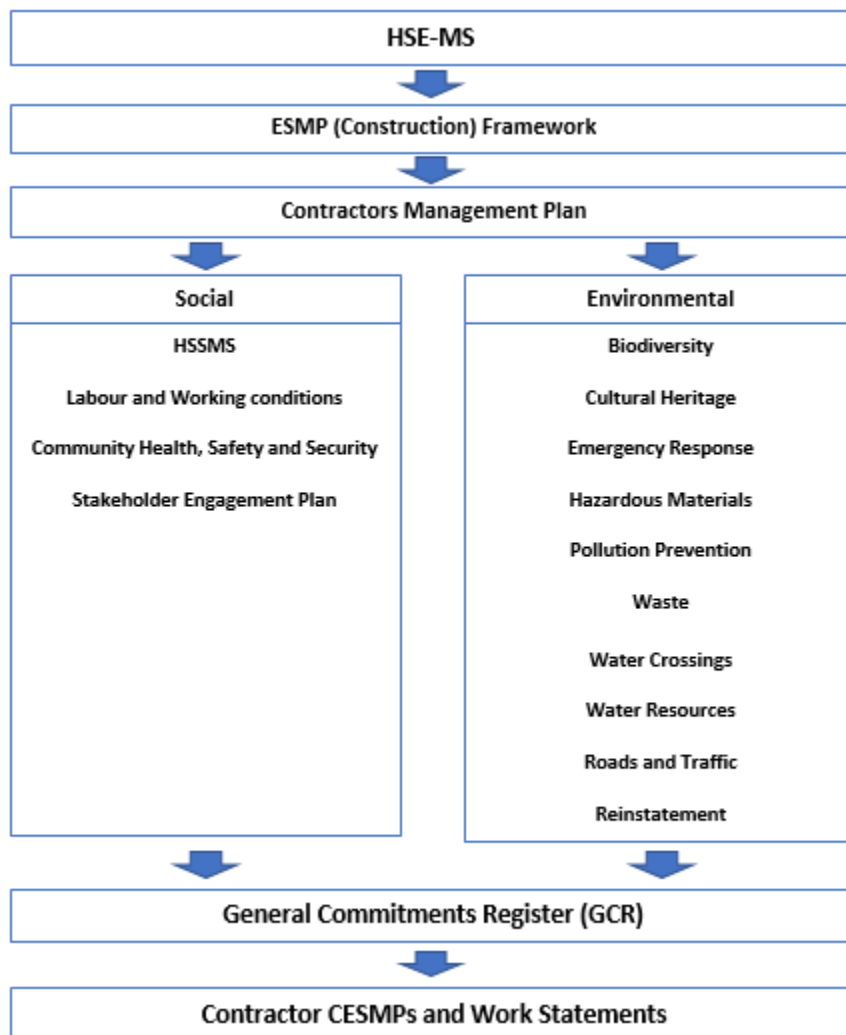 HSE-MS
ESMP (Construction) Framework
Contractors Management Plan
Social
HSSMS
Labour and Working conditions
Community Health, Safety and Security
Stakeholder Engagement Plan
Environmental
Biodiversity
Cultural Heritage
Emergency Response
Hazardous Materials
Pollution Prevention
Waste
Water Crossings
Water Resources
Roads and Traffic
Reinstatement
General Commitments Register (GCR)
Contractor CESMPs and Work Statements